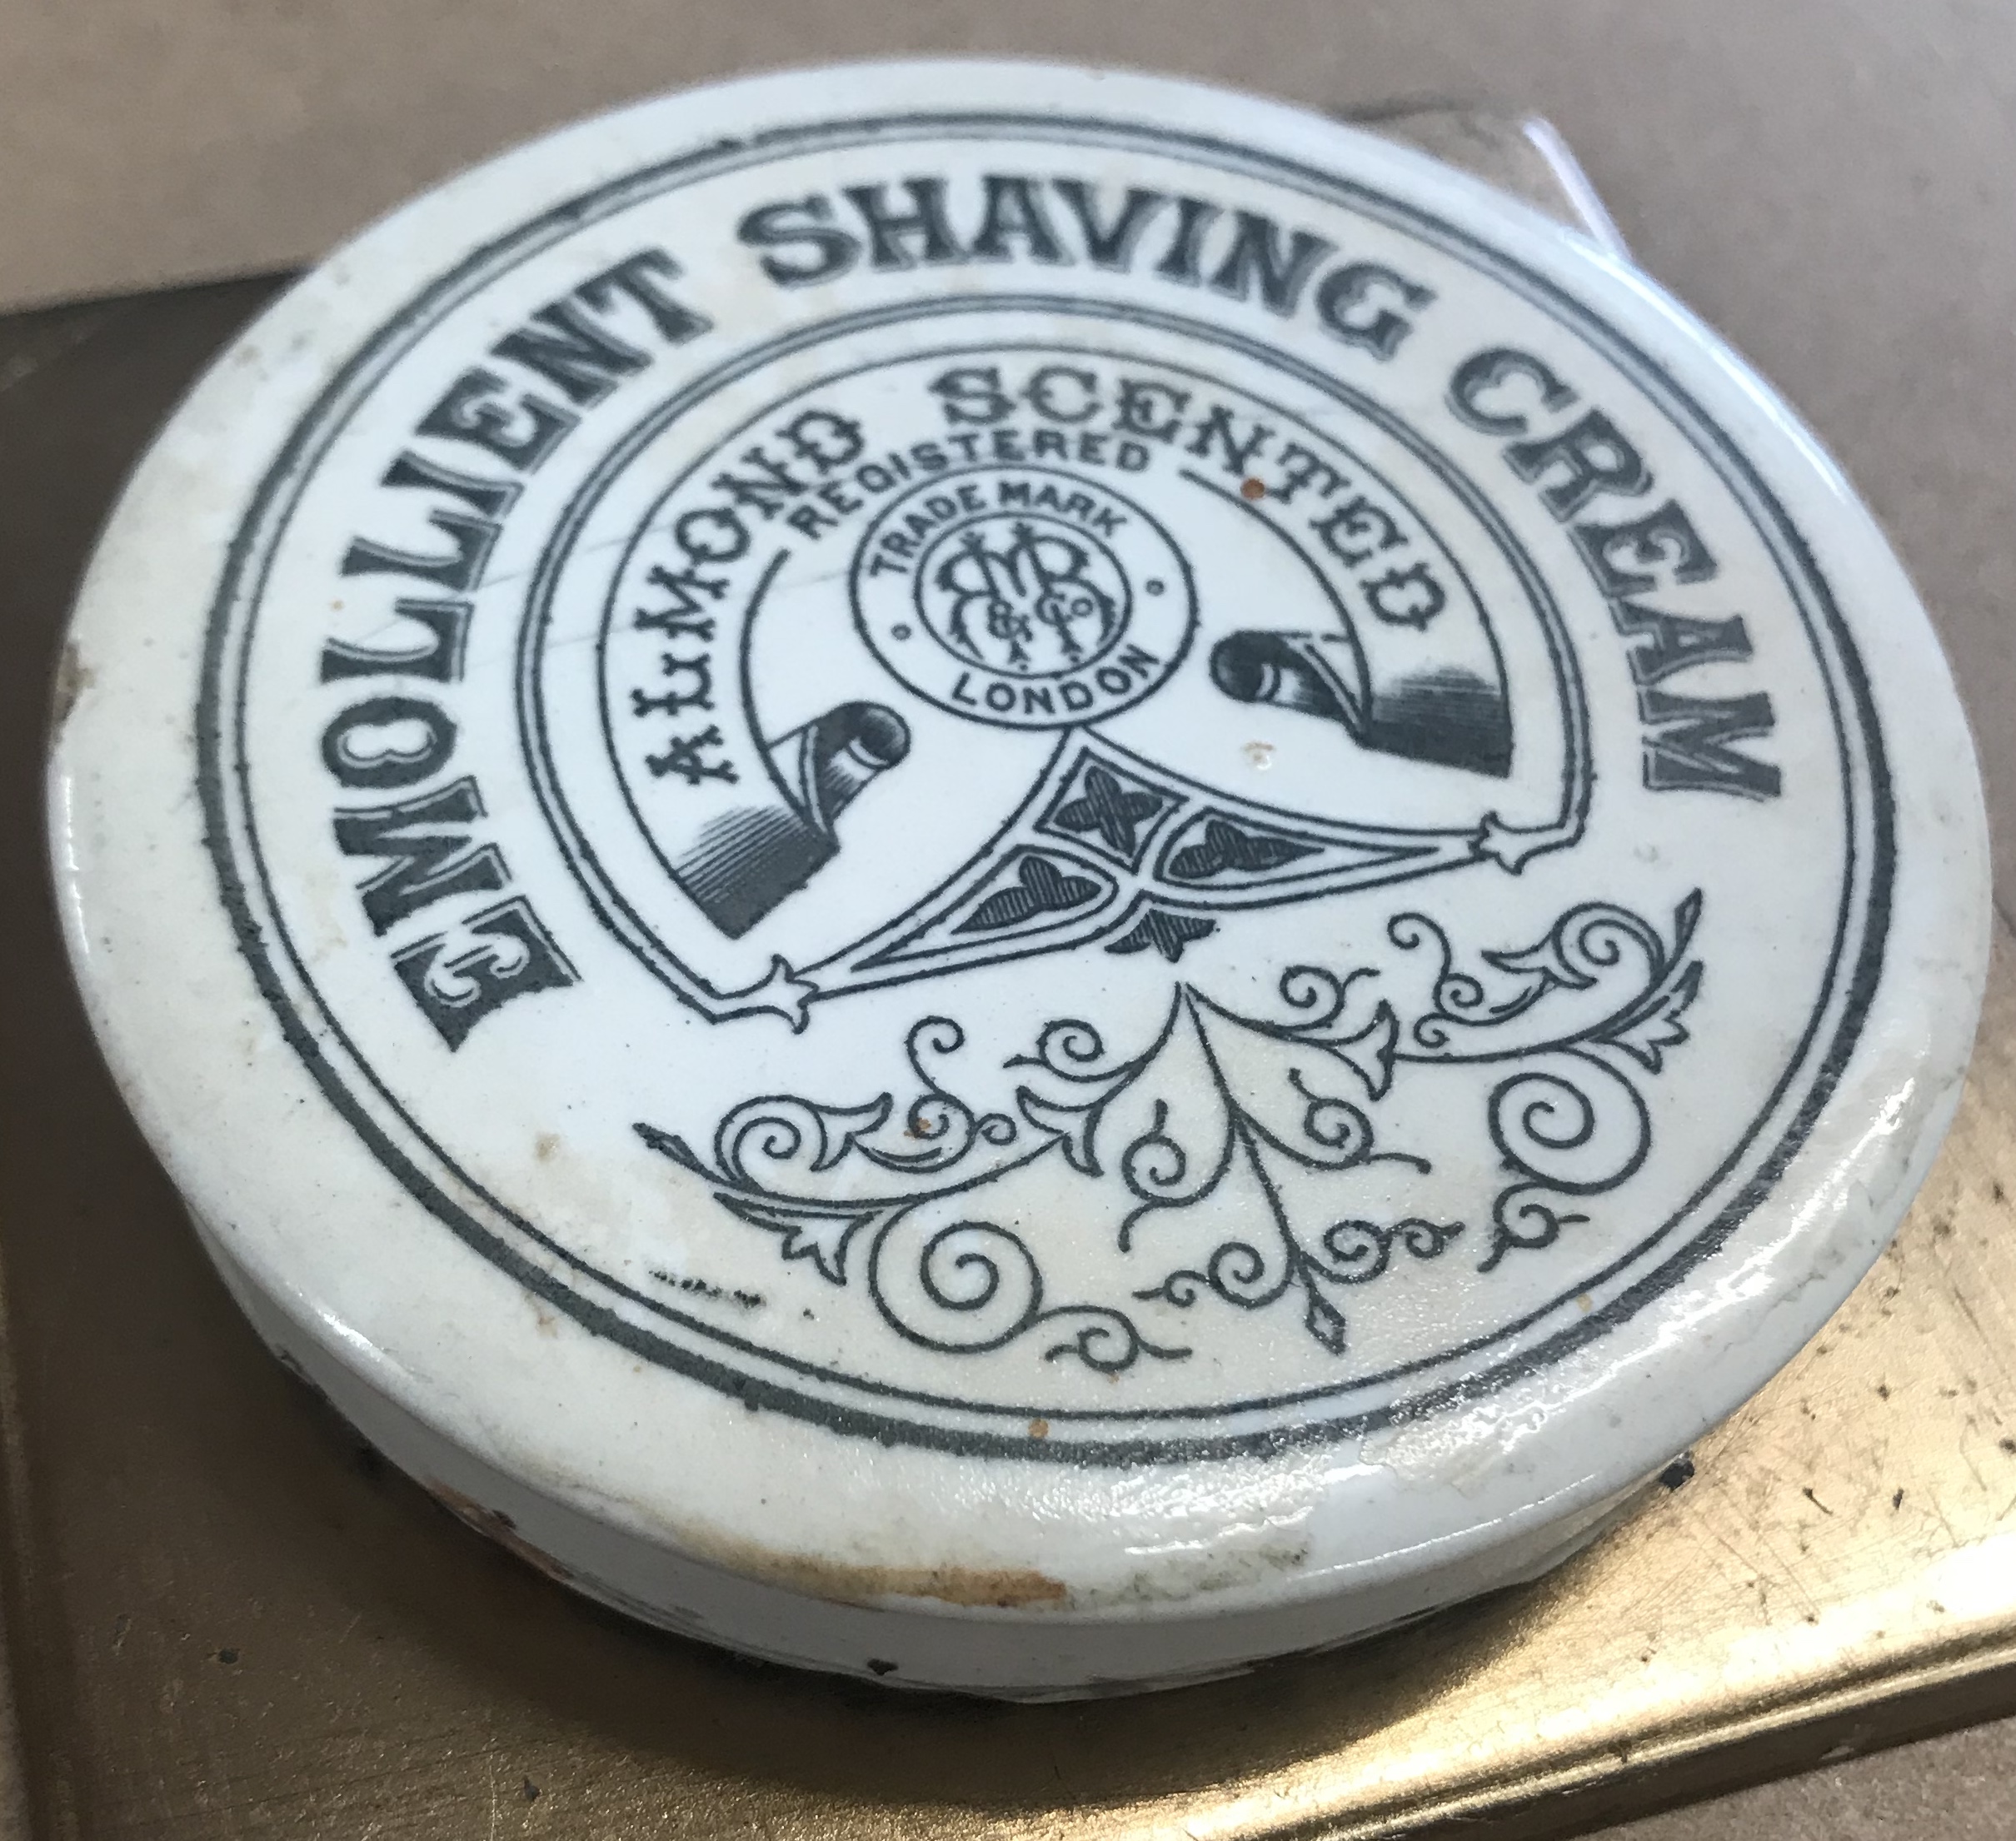 EMOLLIENT SHAVING CREAM
ALMOND SCENTED
REGISTERED
TRADE MARK
LONDON